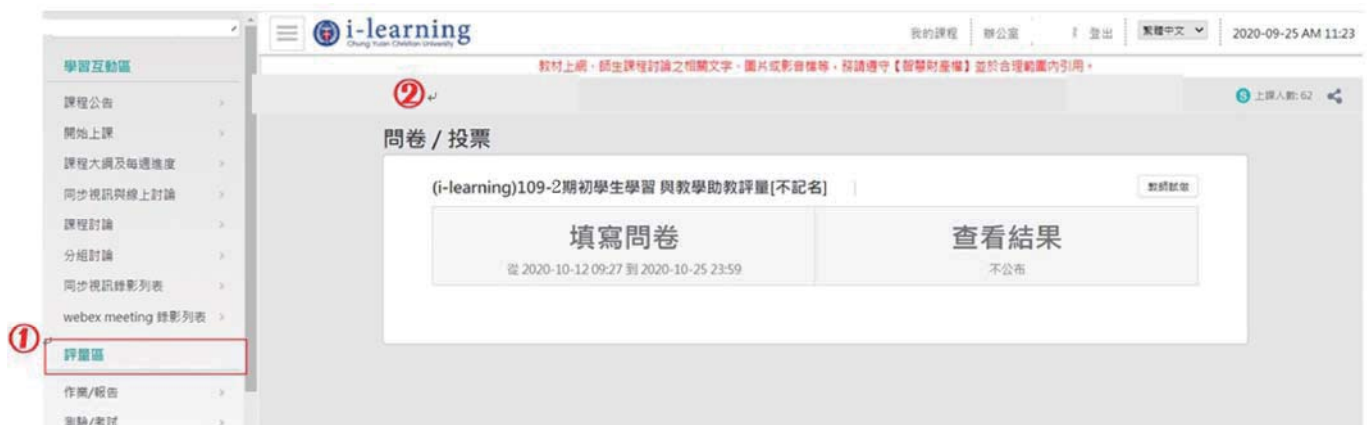 i-learning
Chung Yuan Christian University
我的課程 辦公室 登出 繁體中文 2020-09-25 AM 11:23
教材上網、師生課程討論之相關文字、圖片或影音檔等,務請遵守【智慧財產權】並於合理範圍內引用。
學習互動區
課程公告
開始上課
課程大綱及每週進度
同步視訊與線上討論
課程討論
分組討論
同步視訊錄影列表
webex meeting 錄影列表
①
評量區
作業/報告
測驗/考試
②
上課人數: 62
問卷 / 投票
(i-learning)109-2期初學生學習 與教學助教評量[不記名]
教師試做
填寫問卷
從 2020-10-12 09:27 到 2020-10-25 23:59
查看結果
不公布